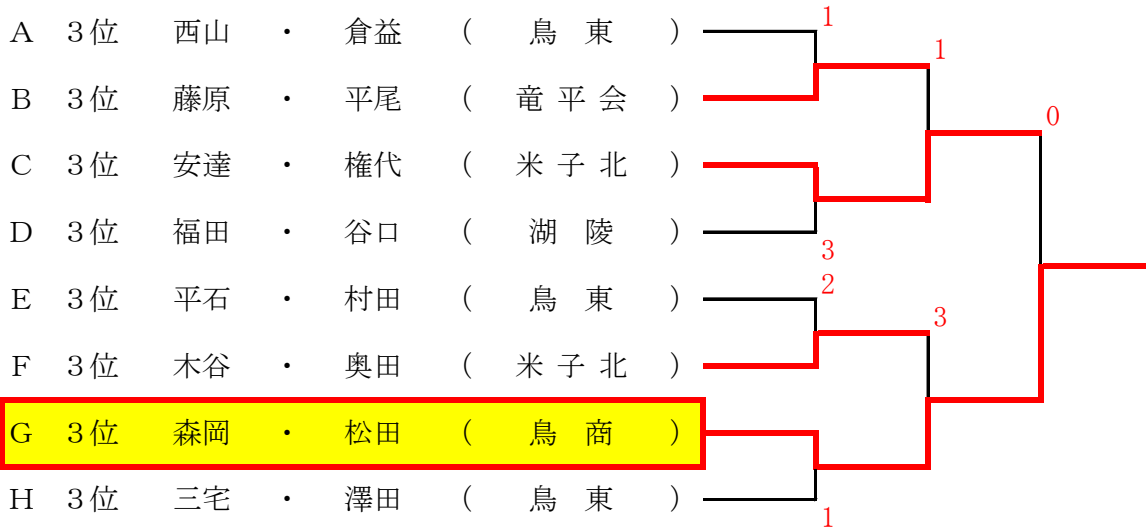 A ３位 西山 ・ 倉益 ( 鳥 東 ) 1
1
B ３位 藤原 ・ 平尾 ( 竜 平 会 )
0
C ３位 安達 ・ 権代 ( 米 子 北 )
D ３位 福田 ・ 谷口 ( 湖 陵 )
3
2
E ３位 平石 ・ 村田 ( 鳥 東 )
3
F ３位 木谷 ・ 奥田 ( 米 子 北 )
G ３位 森岡 ・ 松田 ( 鳥 商 )
H ３位 三宅 ・ 澤田 ( 鳥 東 )
1